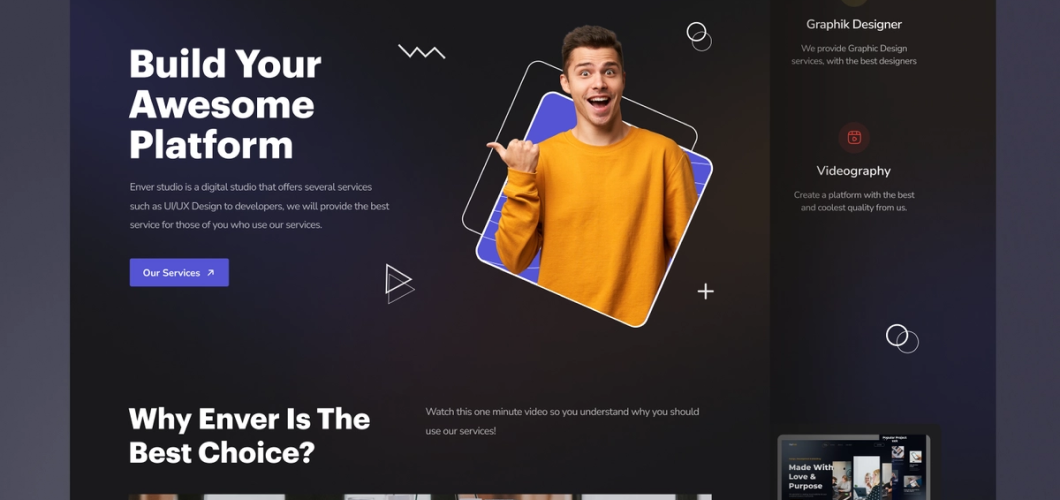 Build Your
Awesome
Platform
Enver studio is a digital studio that offers several services
such as UI/UX Design to developers, we will provide the best
service for those of you who use our services.
Our Services
Why Enver Is The
Best Choice?
Watch this one minute video so you understand why you should
use our services!
Graphik Designer
We provide Graphic Design
services, with the best designers
Videography
Create a platform with the best
and coolest quality from us.
Made With
Love &
Purpose